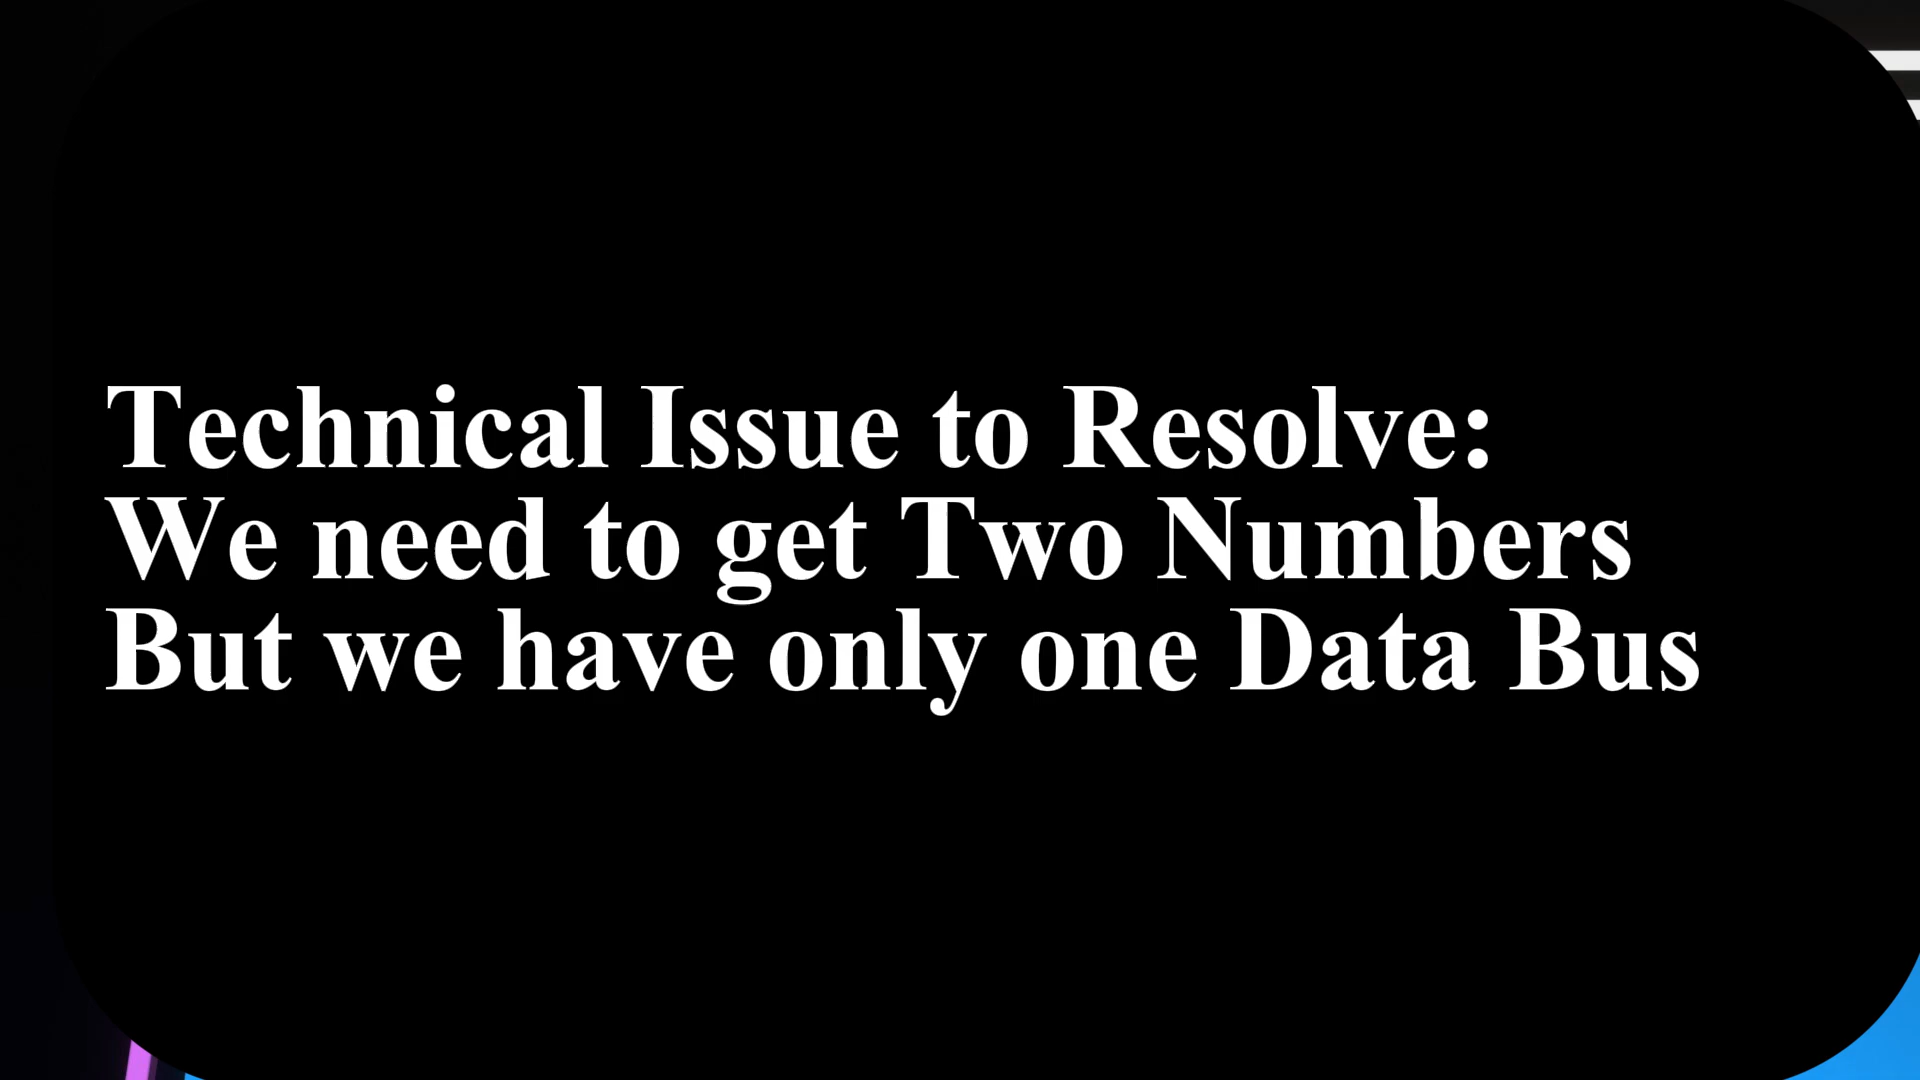 Technical Issue to Resolve:
We need to get Two Numbers
But we have only one Data Bus